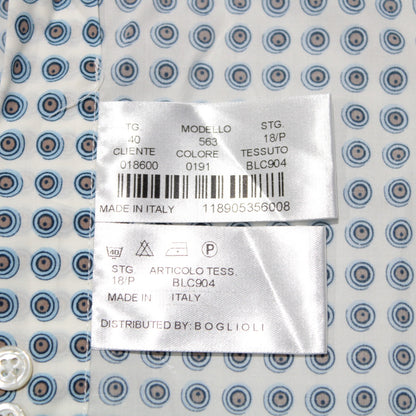 TG. MODELLO STG.
40 563 18/P
CLIENTE COLORE TESSUTO
018600 0191 BLC904
MADE IN ITALY 118905356008
40 P
STG. ARTICOLO TESS.
18/P BLC904
MADE IN ITALY
DISTRIBUTED BY: BOGLIOLI